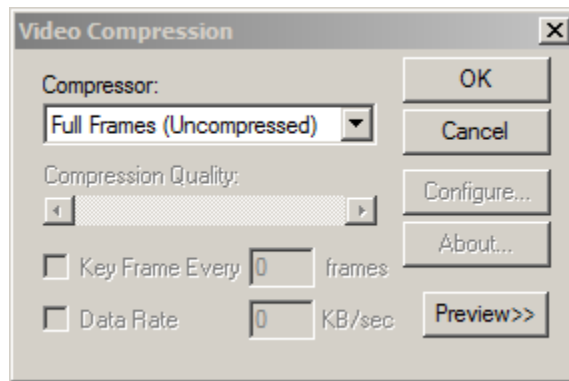 Video Compression
Compressor:
Full Frames (Uncompressed)
Compression Quality:
Key Frame Every 0 frames
Data Rate 0 KB/sec
OK
Cancel
Configure...
About...
Preview>>